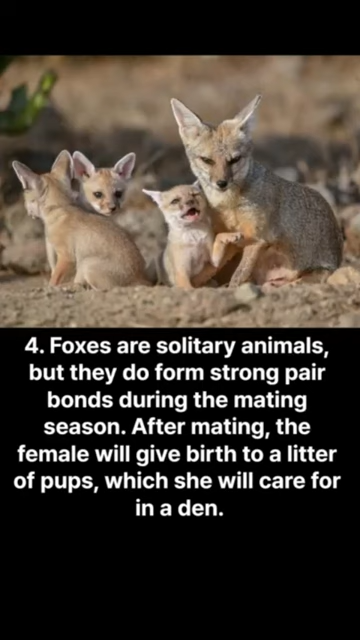 4. Foxes are solitary animals,
but they do form strong pair
bonds during the mating
season. After mating, the
female will give birth to a litter
of pups, which she will care for
in a den.